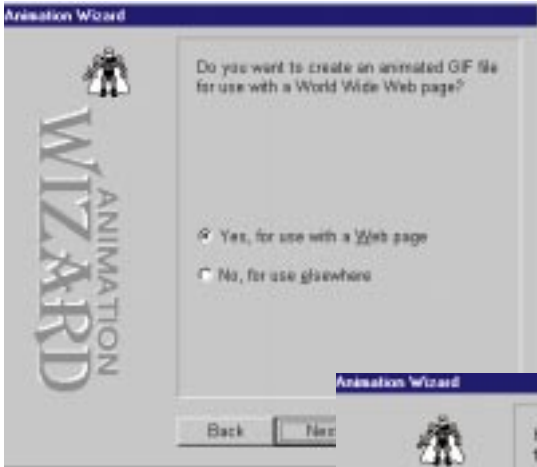 Animation Wizard
Do you want to create an animated GIF file
for use with a World Wide Web page?
ANIMATION
WIZARD
Yes, for use with a Web page
No, for use elsewhere
Back
Animation Wizard